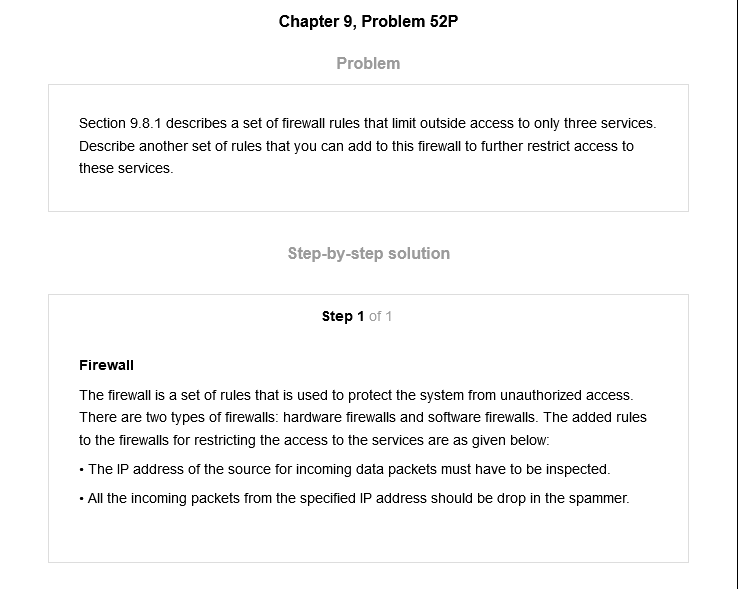 Chapter 9, Problem 52P
Problem
Section 9.8.1 describes a set of firewall rules that limit outside access to only three services.
Describe another set of rules that you can add to this firewall to further restrict access to
these services.
Step-by-step solution
Step 1 of 1
Firewall
The firewall is a set of rules that is used to protect the system from unauthorized access.
There are two types of firewalls: hardware firewalls and software firewalls. The added rules
to the firewalls for restricting the access to the services are as given below:
• The IP address of the source for incoming data packets must have to be inspected.
• All the incoming packets from the specified IP address should be drop in the spammer.